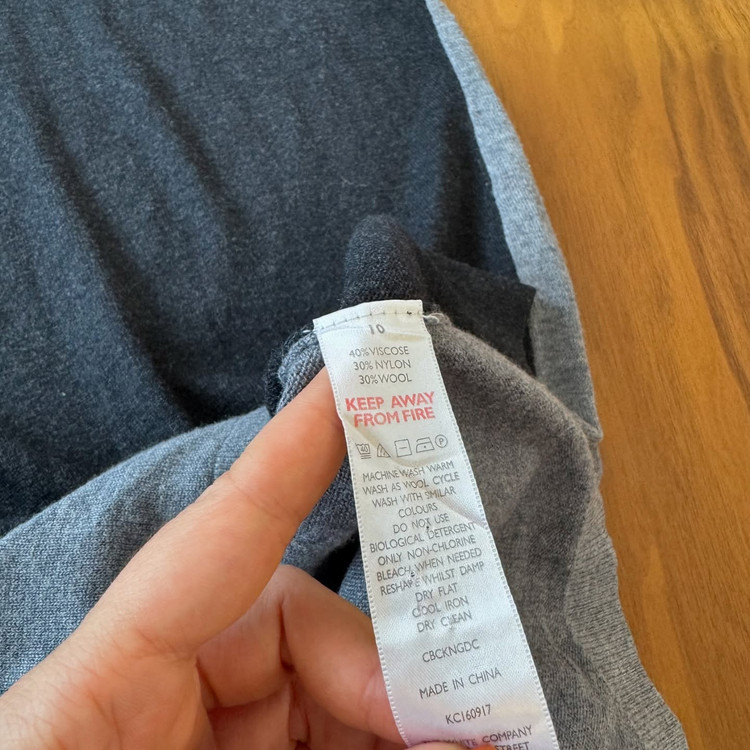 10
40%VISCOSE
30% NYLON
30%WOOL
KEEP AWAY
FROM FIRE
40 P
MACHINE WASH WARM
WASH AS WOOL CYCLE
WASH WITH SIMILAR
COLOURS
DO NOT USE
BIOLOGICAL DETERGENT
ONLY NON-CHLORINE
BLEACH WHEN NEEDED
RESHAPE WHILST DAMP
DRY FLAT
COOL IRON
DRY CLEAN
CBCKNGDC
MADE IN CHINA
KC160917
COMPANY
STREET